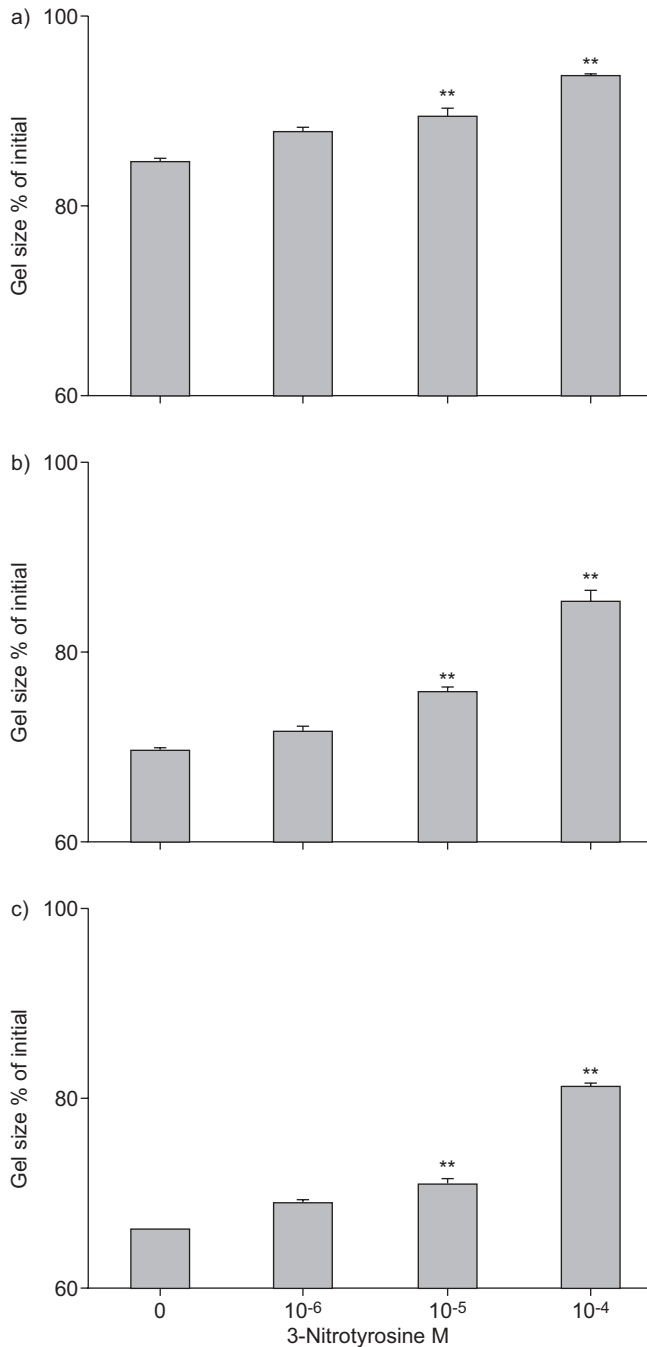 a) 100
**
**
80
60
Gel size % of initial
b) 100
**
**
80
60
Gel size % of initial
c) 100
**
**
80
60
Gel size % of initial
0 10⁻⁶ 10⁻⁵ 10⁻⁴
3-Nitrotyrosine M